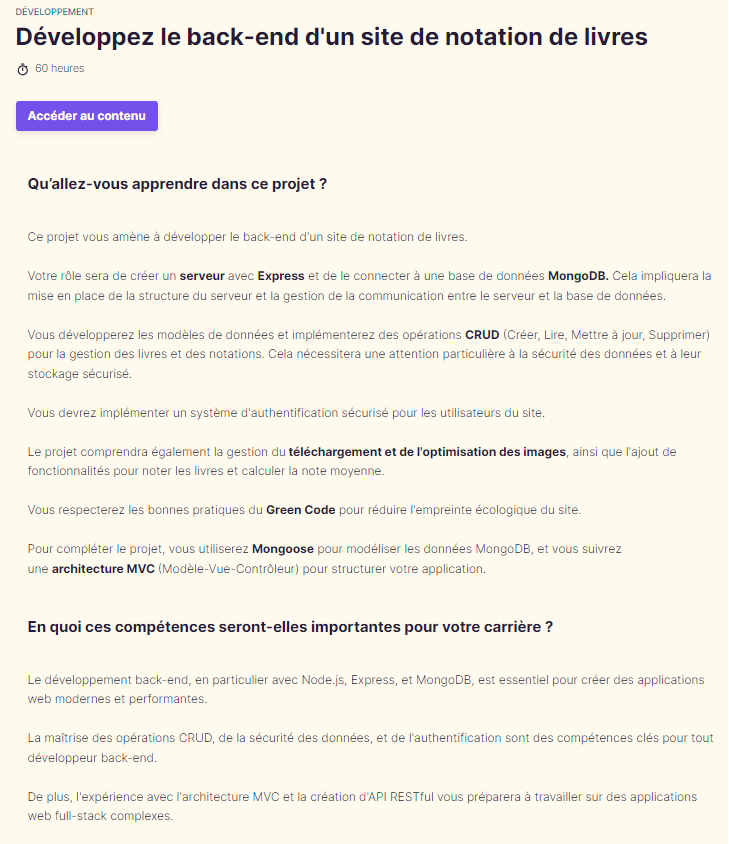 DÉVELOPPEMENT
Développez le back-end d'un site de notation de livres
60 heures
Accéder au contenu
Qu’allez-vous apprendre dans ce projet ?
Ce projet vous amène à développer le back-end d'un site de notation de livres.
Votre rôle sera de créer un serveur avec Express et de le connecter à une base de données MongoDB. Cela impliquera la
mise en place de la structure du serveur et la gestion de la communication entre le serveur et la base de données.
Vous développerez les modèles de données et implémenterez des opérations CRUD (Créer, Lire, Mettre à jour, Supprimer)
pour la gestion des livres et des notations. Cela nécessitera une attention particulière à la sécurité des données et à leur
stockage sécurisé.
Vous devrez implémenter un système d'authentification sécurisé pour les utilisateurs du site.
Le projet comprendra également la gestion du téléchargement et de l'optimisation des images, ainsi que l'ajout de
fonctionnalités pour noter les livres et calculer la note moyenne.
Vous respecterez les bonnes pratiques du Green Code pour réduire l'empreinte écologique du site.
Pour compléter le projet, vous utiliserez Mongoose pour modéliser les données MongoDB, et vous suivrez
une architecture MVC (Modèle-Vue-Contrôleur) pour structurer votre application.
En quoi ces compétences seront-elles importantes pour votre carrière ?
Le développement back-end, en particulier avec Node.js, Express, et MongoDB, est essentiel pour créer des applications
web modernes et performantes.
La maîtrise des opérations CRUD, de la sécurité des données, et de l'authentification sont des compétences clés pour tout
développeur back-end.
De plus, l'expérience avec l'architecture MVC et la création d'API RESTful vous préparera à travailler sur des applications
web full-stack complexes.